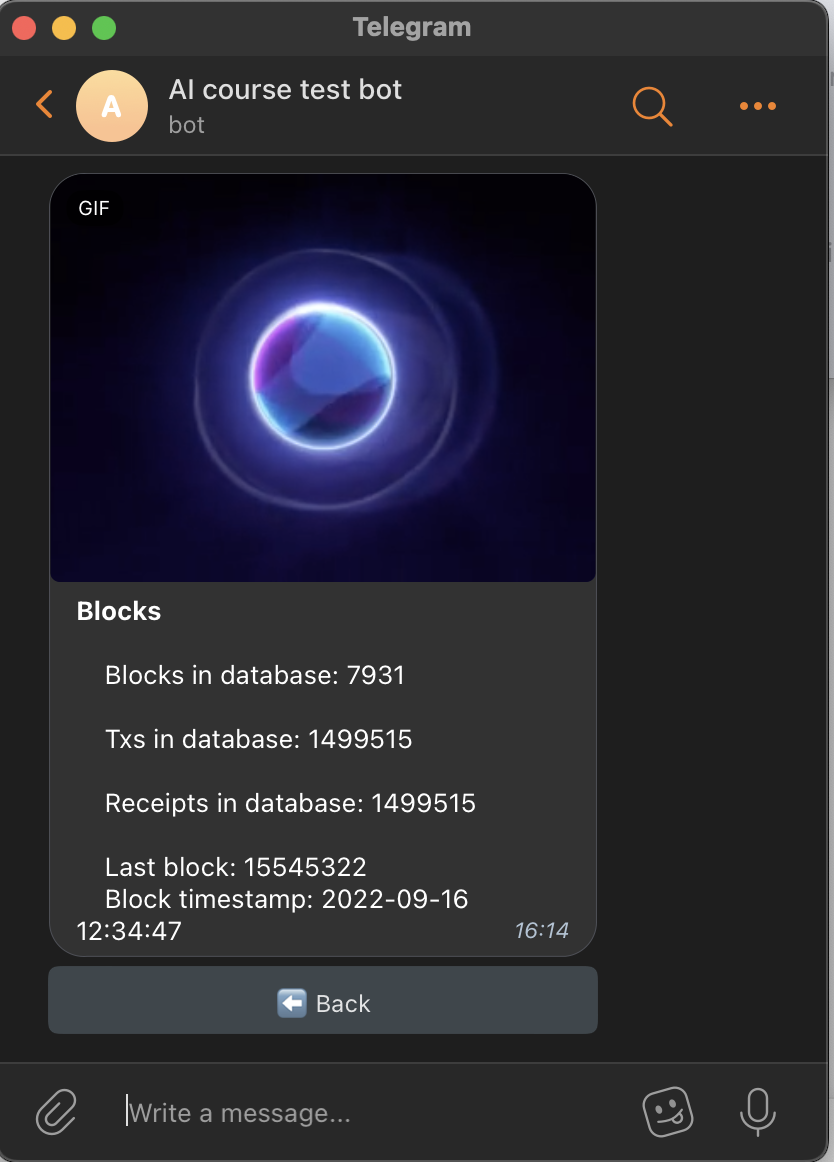 Telegram
A
AI course test bot
bot
GIF
Blocks
Blocks in database: 7931
Txs in database: 1499515
Receipts in database: 1499515
Last block: 15545322
Block timestamp: 2022-09-16
12:34:47
16:14
Back
Write a message...